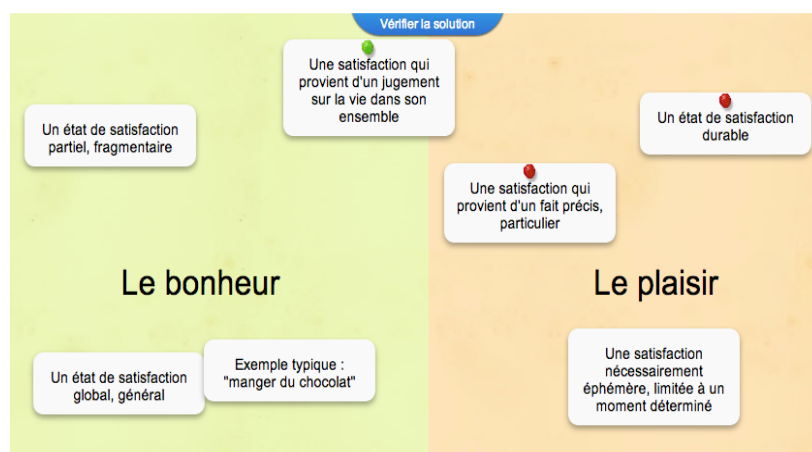 Vérifier la solution
Une satisfaction qui
provient d'un jugement
sur la vie dans son
ensemble
Un état de satisfaction
partiel, fragmentaire
Un état de satisfaction
durable
Une satisfaction qui
provient d'un fait précis,
particulier
Le bonheur
Le plaisir
Un état de satisfaction
global, général
Exemple typique :
"manger du chocolat"
Une satisfaction
nécessairement
éphémère, limitée à un
moment déterminé